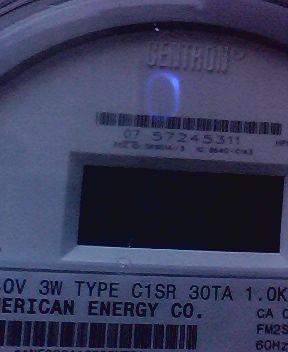 CENTRON®
07 57245311
0V 3W TYPE C1SR 30TA 1.0K
ERICAN ENERGY CO.
CA
FM2S
60Hz